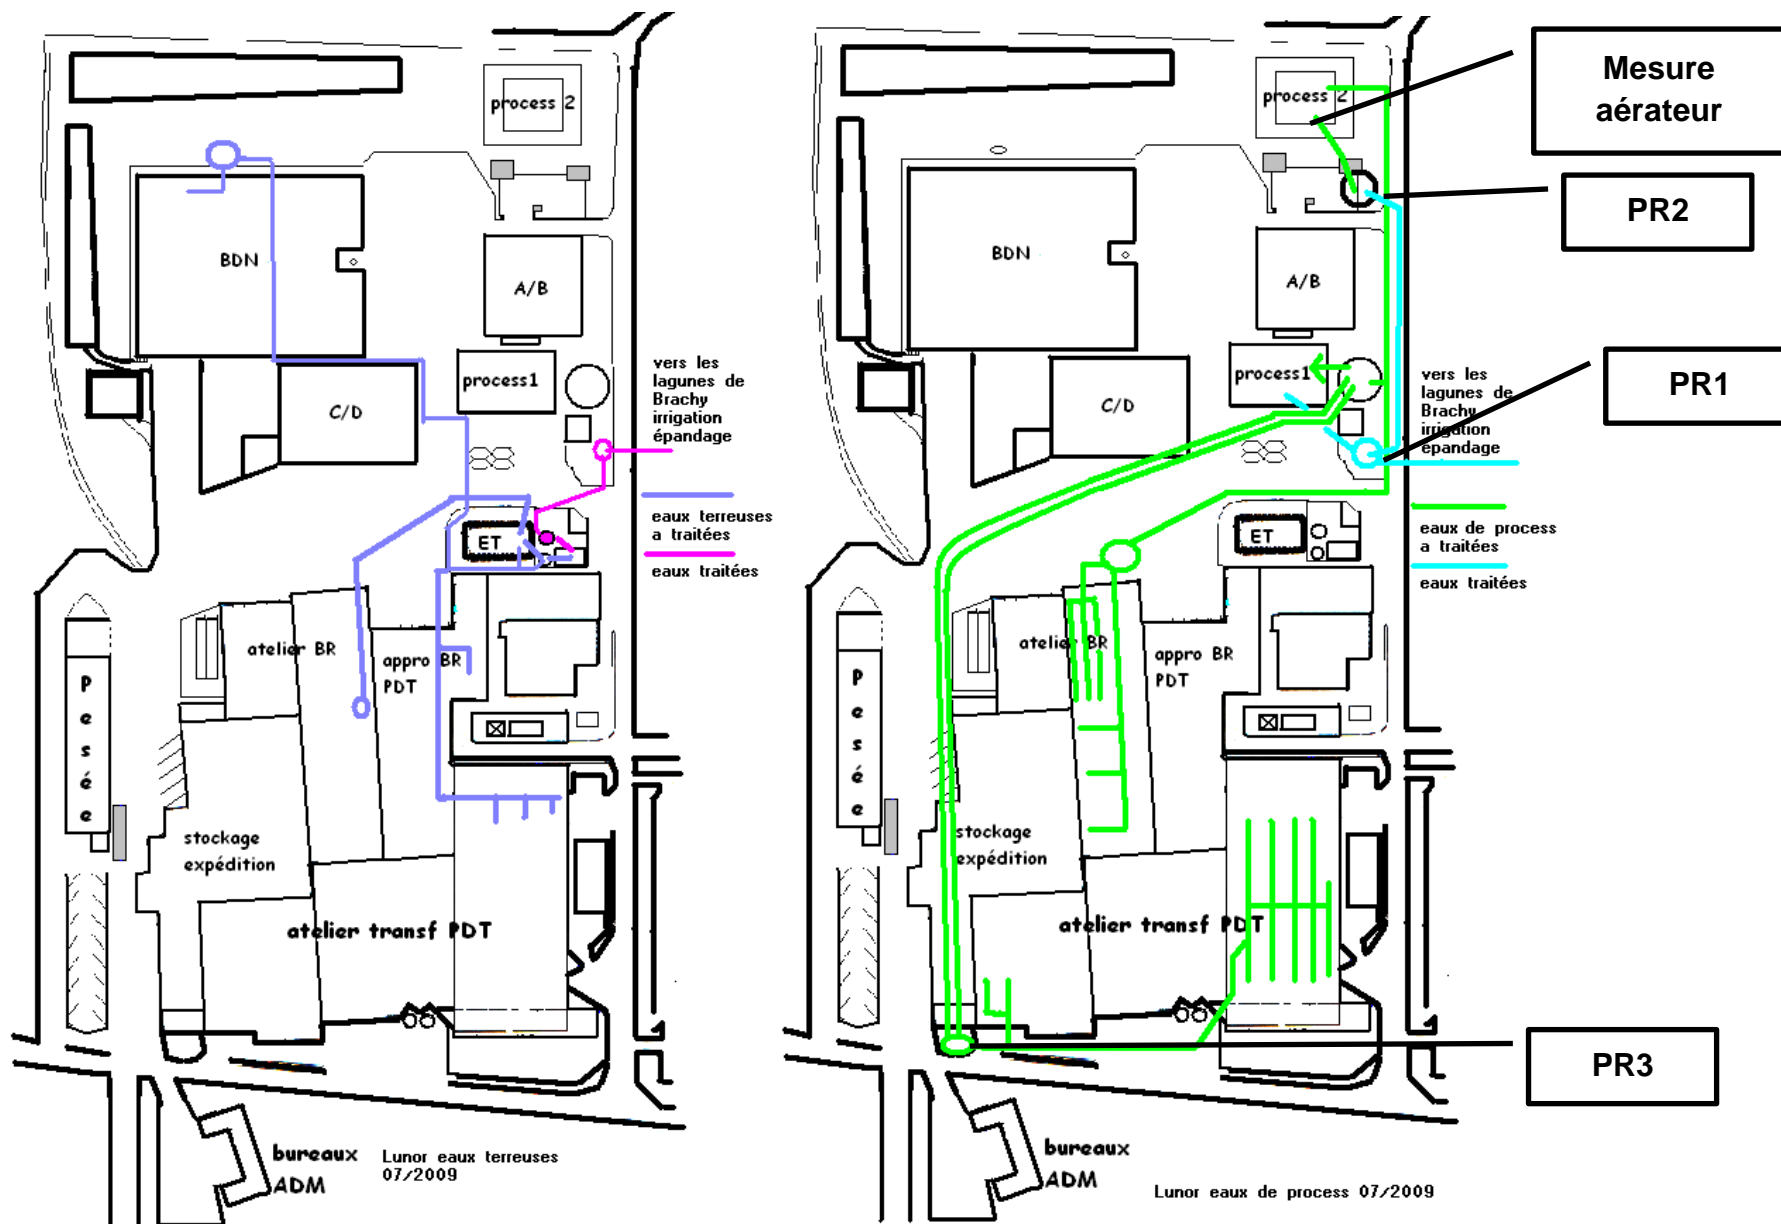 process 2
BDN
A/B
process1
C/D
vers les
lagunes de
Brachy
irrigation
épandage
eaux terreuses
a traitées
eaux traitées
ET
atelier BR
appro BR
PDT
P
e
s
é
e
stockage
expédition
atelier transf PDT
bureaux
ADM
Lunor eaux terreuses
07/2009
process 2
BDN
A/B
process1
C/D
vers les
lagunes de
Brachy
irrigation
epandage
eaux de process
a traitées
eaux traitées
ET
atelier BR
appro BR
PDT
P
e
s
é
e
stockage
expédition
atelier transf PDT
bureaux
ADM
Lunor eaux de process 07/2009
Mesure
aérateur
PR2
PR1
PR3